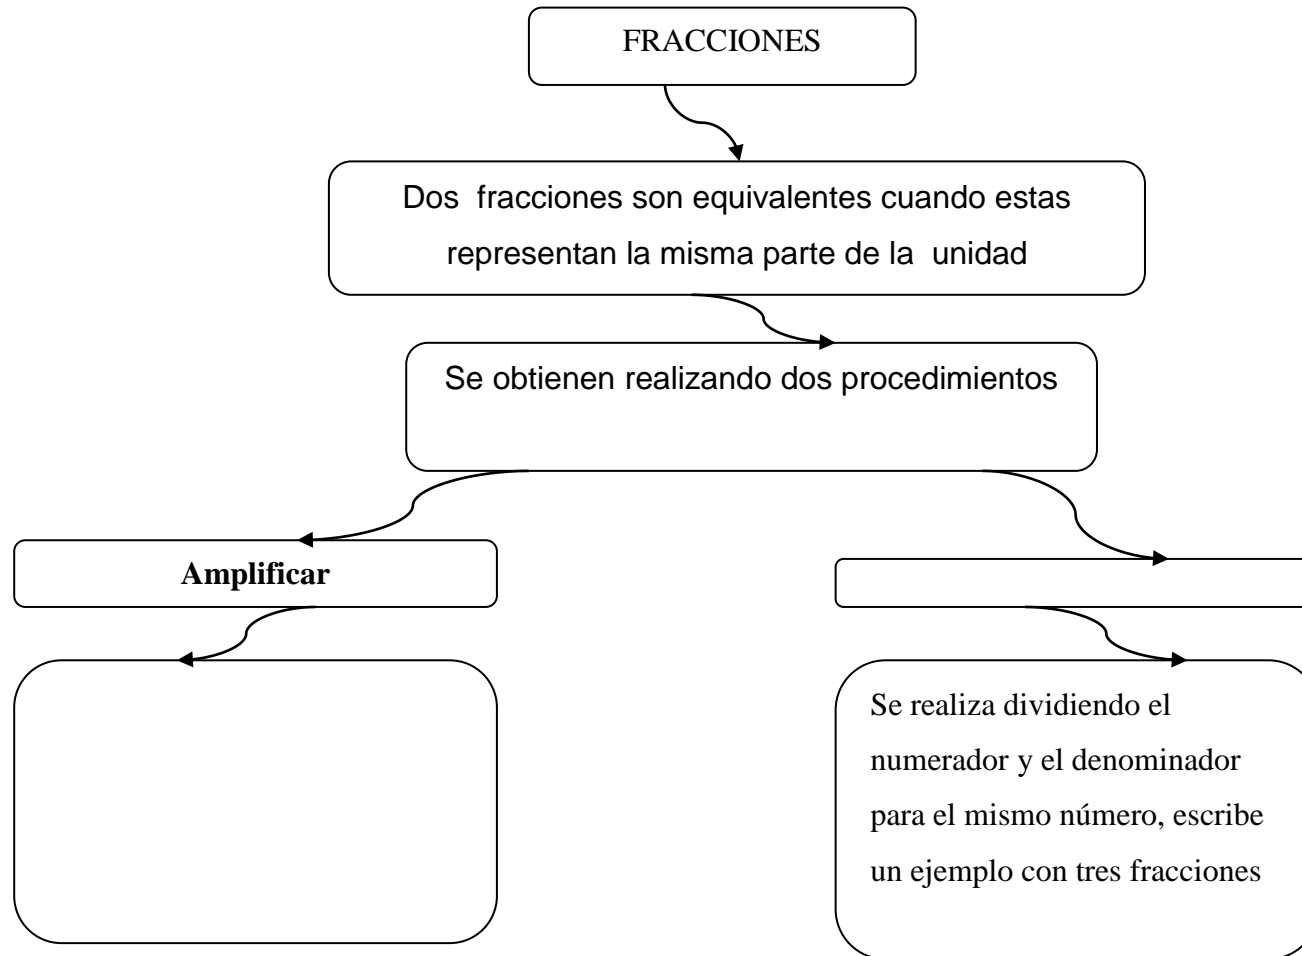 FRACCIONES
Dos fracciones son equivalentes cuando estas
representan la misma parte de la unidad
Se obtienen realizando dos procedimientos
Amplificar
Se realiza dividiendo el
numerador y el denominador
para el mismo número, escribe
un ejemplo con tres fracciones